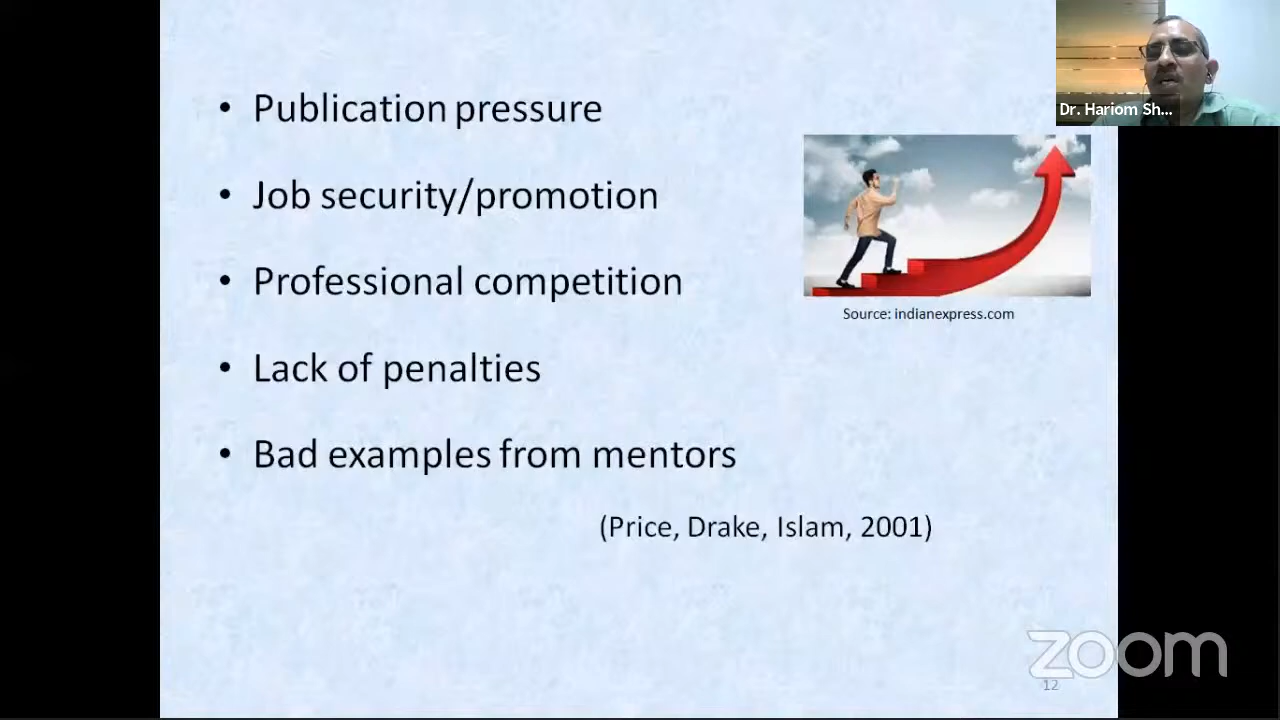 Dr. Hariom Sh...
• Publication pressure
• Job security/promotion
• Professional competition
Source: indianexpress.com
• Lack of penalties
• Bad examples from mentors
(Price, Drake, Islam, 2001)
zoom
12